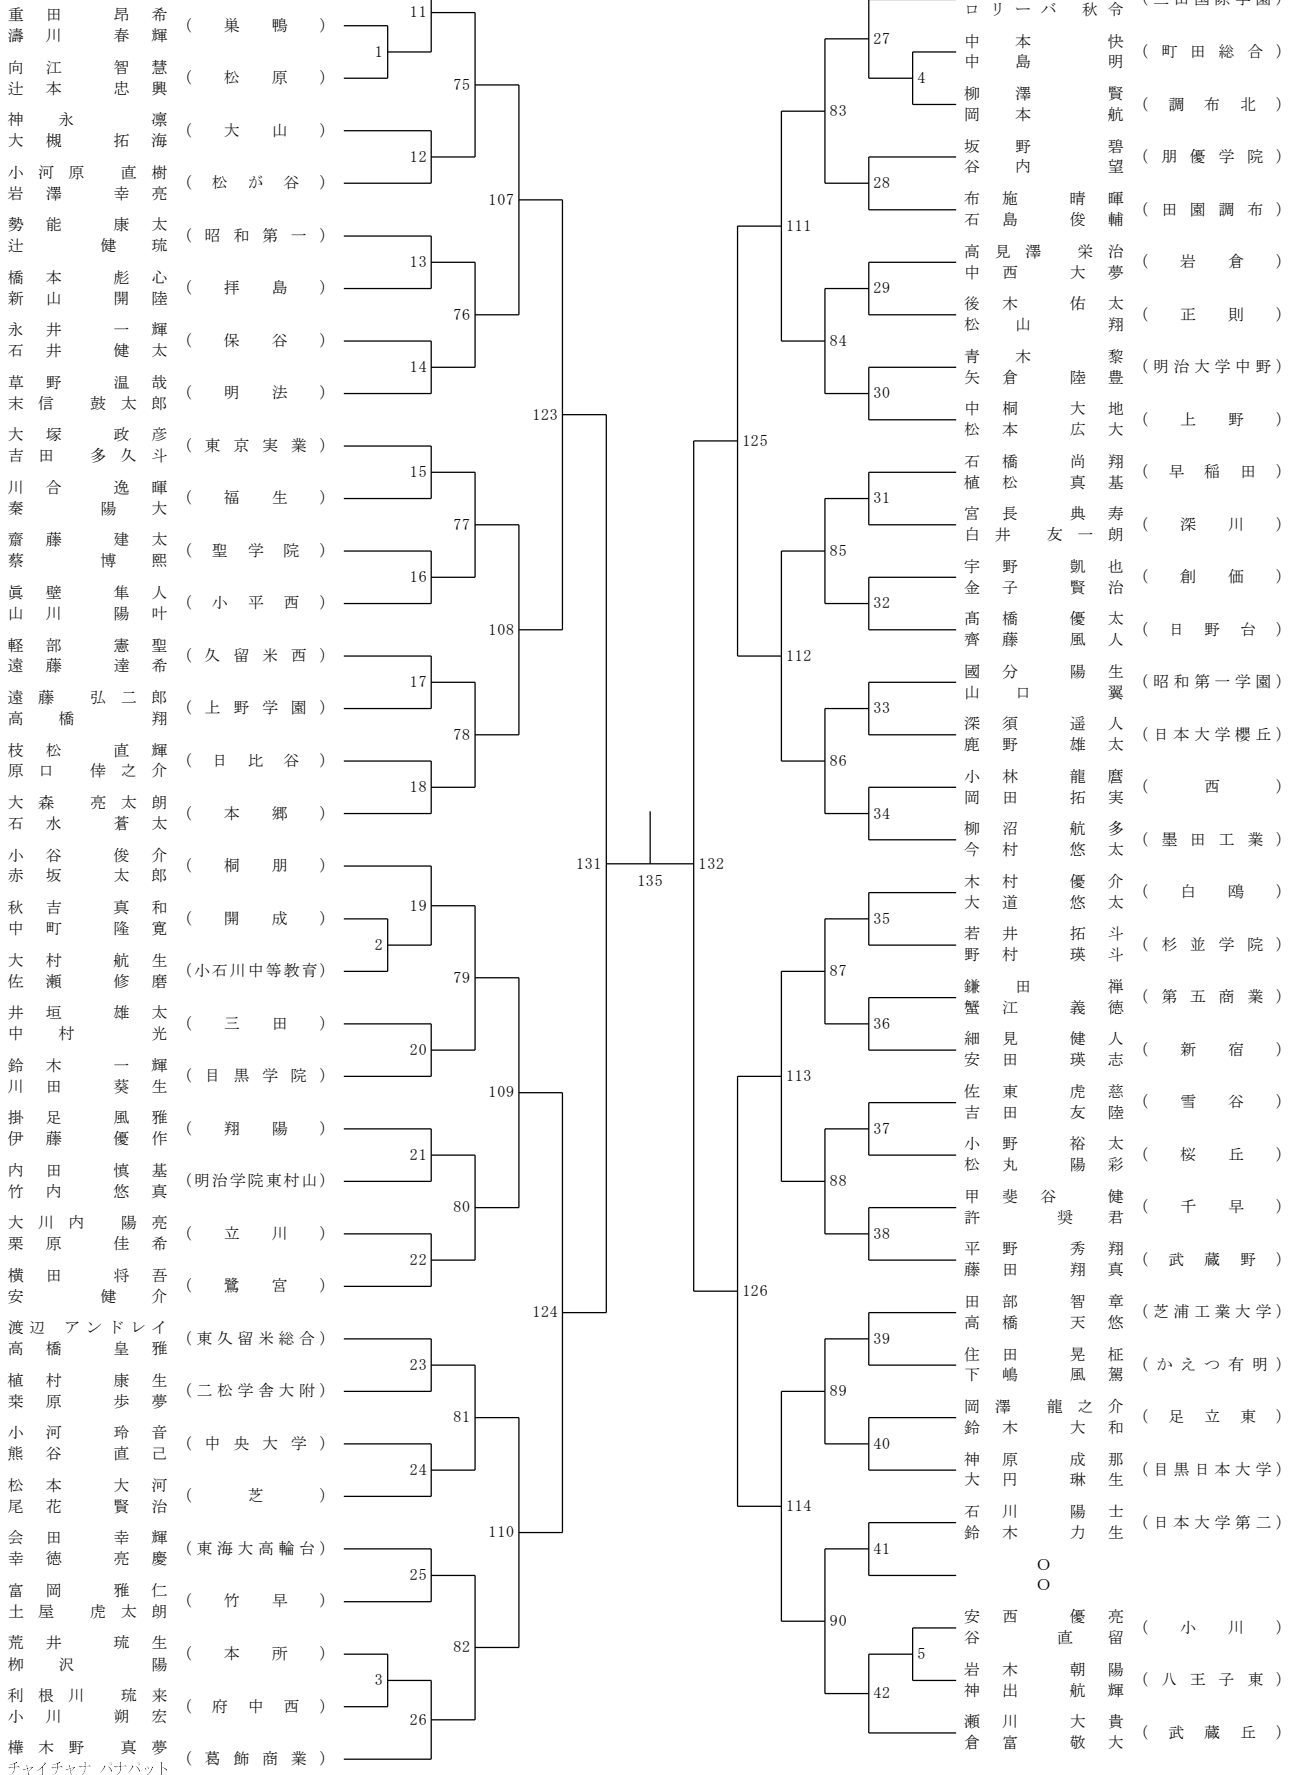 重田 昂希
濤川 春輝
(巣鴨)
向江 智慧
辻本 忠興
(松原)
神永 凛
大槻 拓海
(大山)
小河原 直樹
岩澤 幸亮
(松が谷)
勢能 康太
辻 健琉
(昭和第一)
橋本 彪心
新山 開陸
(拝島)
永井 一輝
石井 健太
(保谷)
草野 温哉
末信 鼓太郎
(明法)
大塚 政彦
吉田 多久斗
(東京実業)
川合 逸暉
秦 陽大
(福生)
齋藤 建太
蔡 博熙
(聖学院)
眞壁 隼人
山川 陽叶
(小平西)
軽部 憲聖
遠藤 達希
(久留米西)
遠藤 弘二郎
高橋 翔
(上野学園)
枝松 直輝
原口 倖之介
(日比谷)
大森 亮太朗
石水 蒼太
(本郷)
小谷 俊介
赤坂 太郎
(桐朋)
秋吉 真和
中町 隆寛
(開成)
大村 航生
佐瀬 修磨
(小石川中等教育)
井垣 雄太
中村 光
(三田)
鈴木 一輝
川田 葵生
(目黒学院)
掛足 風雅
伊藤 優作
(翔陽)
内田 慎基
竹内 悠真
(明治学院東村山)
大川内 陽亮
栗原 佳希
(立川)
横田 将吾
安 健介
(鷺宮)
渡辺 アンドレイ
高橋 皇雅
(東久留米総合)
植村 康生
栗原 歩夢
(二松学舎大附)
小河 玲音
熊谷 直己
(中央大学)
松本 大河
尾花 賢治
(芝)
会田 幸輝
幸徳 亮慶
(東海大高輪台)
富岡 雅仁
土屋 虎太朗
(竹早)
荒井 琉生
栁沢 陽
(本所)
利根川 琉来
小川 朔宏
(府中西)
樺木野 真夢
チャイチャナ パナパット
(葛飾商業)
1
2
3
11
12
13
14
15
16
17
18
19
20
21
22
23
24
25
26
75
76
77
78
79
80
81
82
107
108
109
110
123
124
131
135
132
125
126
111
112
113
114
83
84
85
86
87
88
89
90
27
28
29
30
31
32
33
34
35
36
37
38
39
40
41
42
4
5
ロリーバ 秋令
中本 快
中島 明
(町田総合)
柳澤 賢
岡本 航
(調布北)
坂野 碧
谷内 望
(朋優学院)
布施 晴暉
石島 俊輔
(田園調布)
高見澤 栄治
中西 大夢
(岩倉)
後木 佑太
松山 翔
(正則)
青木 黎
矢倉 陸豊
(明治大学中野)
中桐 大地
松本 広大
(上野)
石橋 尚翔
植松 真基
(早稲田)
宮長 典寿
白井 友一朗
(深川)
宇野 凱也
金子 賢治
(創価)
髙橋 優太
齊藤 風人
(日野台)
國分 陽生
山口 翼
(昭和第一学園)
深須 遥人
鹿野 雄太
(日本大学櫻丘)
小林 龍麿
岡田 拓実
(西)
柳沼 航多
今村 悠太
(墨田工業)
木村 優介
大道 悠太
(白鴎)
若井 拓斗
野村 瑛斗
(杉並学院)
鎌田 禅
蟹江 義徳
(第五商業)
細見 健人
安田 瑛志
(新宿)
佐東 虎慈
吉田 友陸
(雪谷)
小野 裕太
松丸 陽彩
(桜丘)
甲斐谷 健
許 奨君
(千早)
平野 秀翔
藤田 翔真
(武蔵野)
田部 智章
高橋 天悠
(芝浦工業大学)
住田 晃柾
下嶋 風駕
(かえつ有明)
岡澤 龍之介
鈴木 大和
(足立東)
神原 成那
大円 琳生
(目黒日本大学)
石川 陽士
鈴木 力生
(日本大学第二)
○
○
安西 優亮
谷 直留
(小川)
岩木 朝陽
神出 航輝
(八王子東)
瀬川 大貴
倉富 敬大
(武蔵丘)